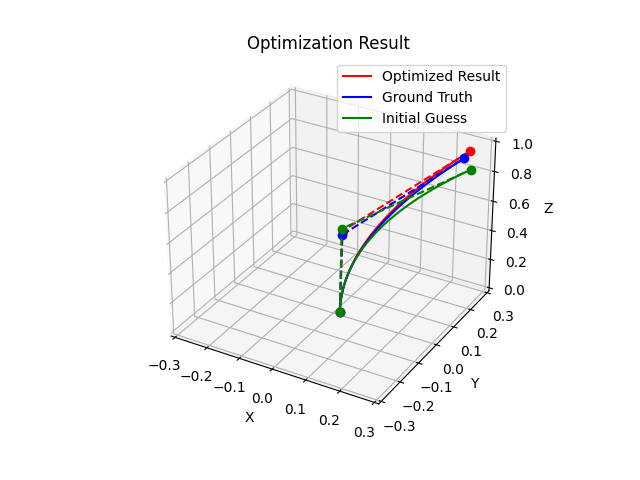 Optimization Result
Optimized Result
Ground Truth
Initial Guess
1.0
0.8
0.6
0.4
0.2
0.0
Z
0.3
0.2
0.1
0.0
−0.1
−0.2
−0.3
Y
−0.3
−0.2
−0.1
0.0
0.1
0.2
0.3
X